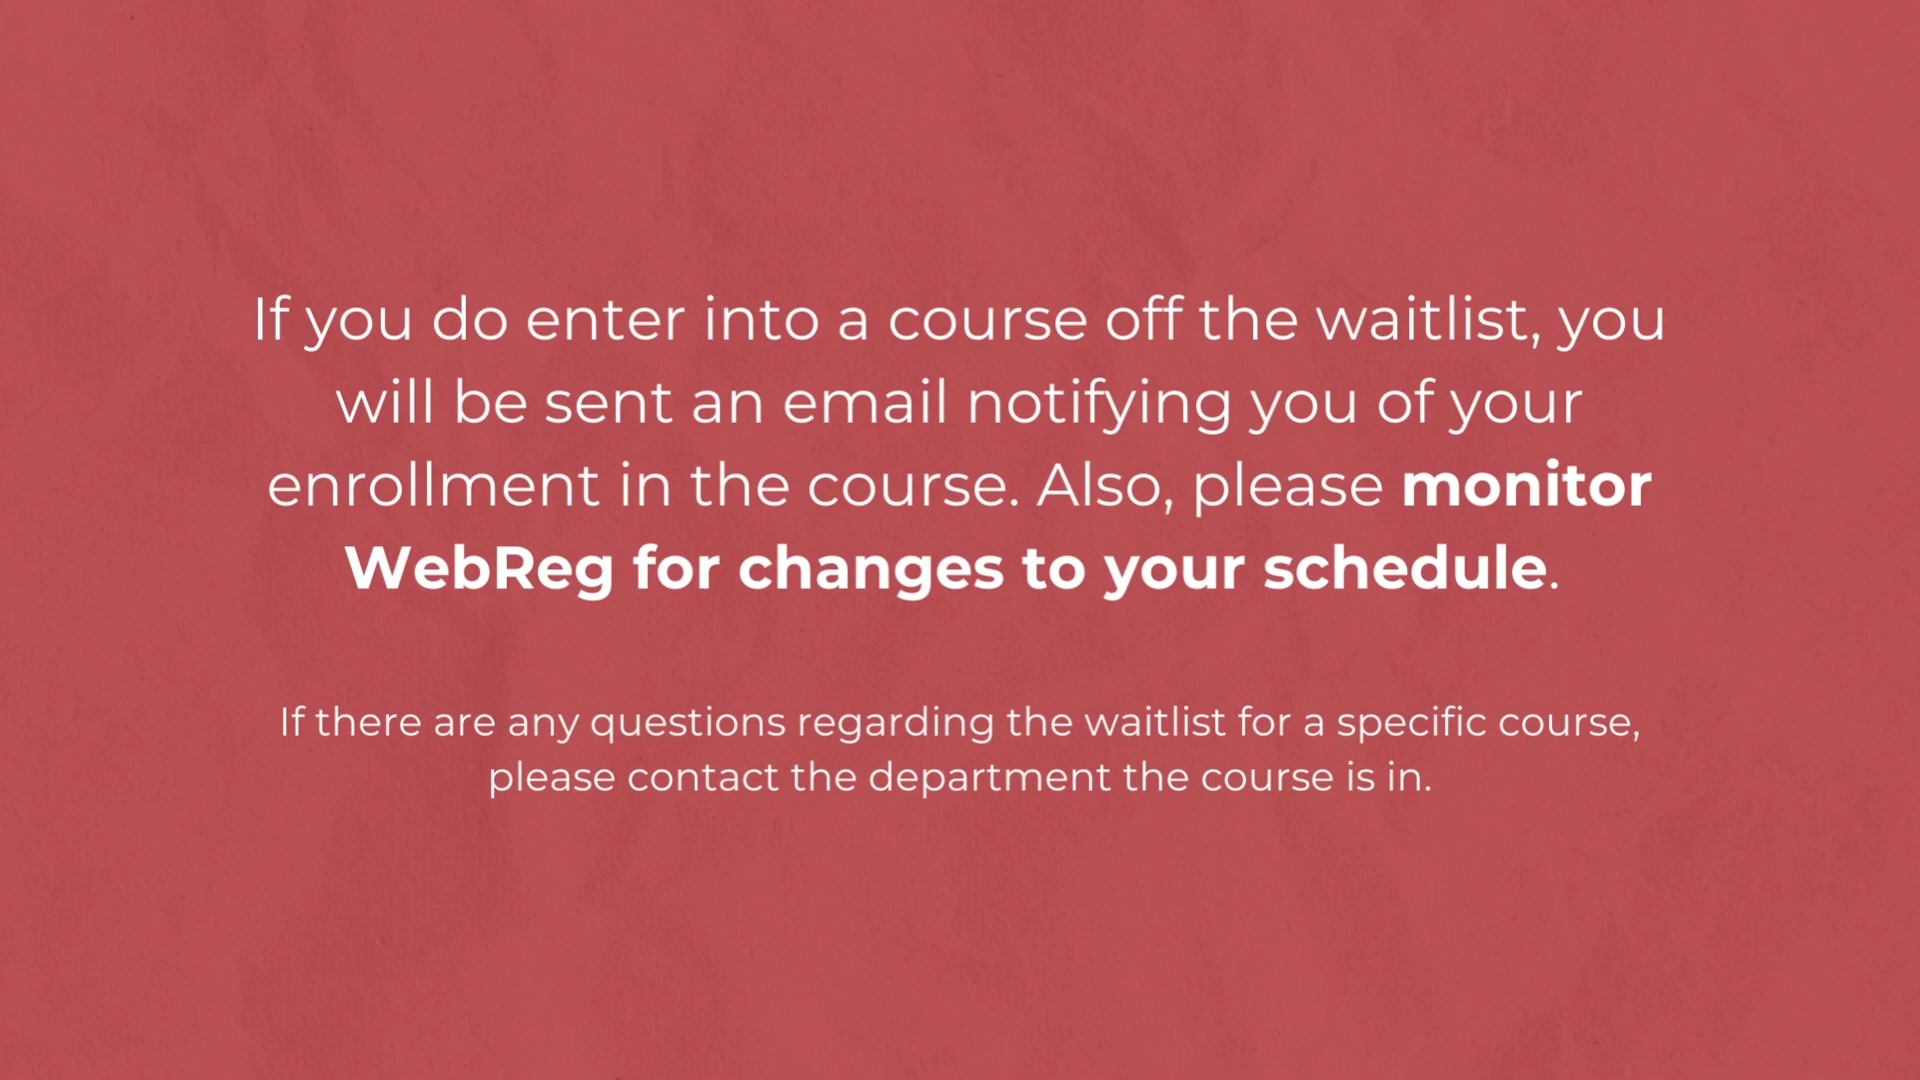 If you do enter into a course off the waitlist, you
will be sent an email notifying you of your
enrollment in the course. Also, please monitor
WebReg for changes to your schedule.
If there are any questions regarding the waitlist for a specific course,
please contact the department the course is in.